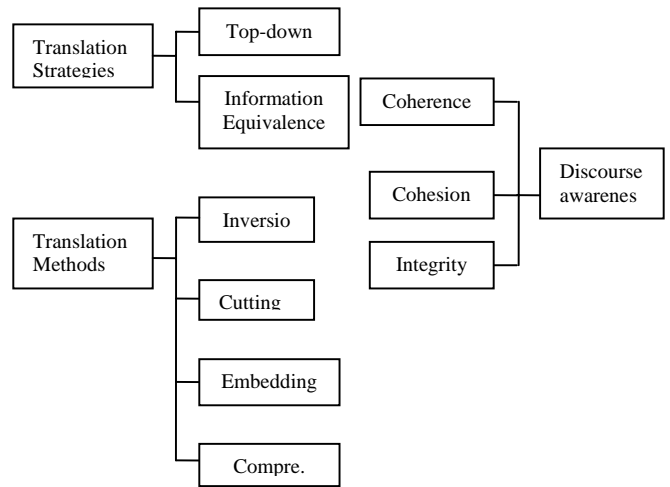 Translation
Strategies
Top-down
Information
Equivalence
Coherence
Cohesion
Integrity
Discourse
awarenes
Translation
Methods
Inversio
Cutting
Embedding
Compre.